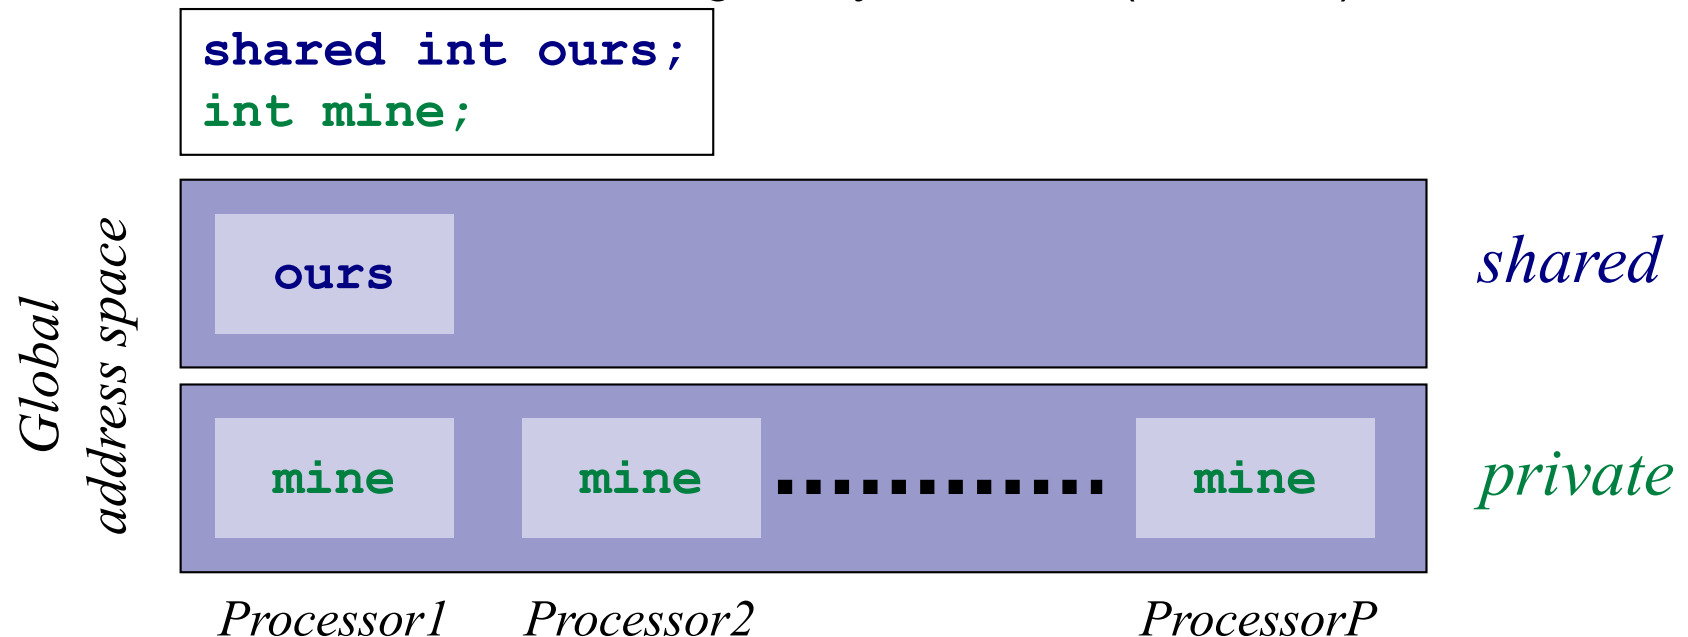 shared int ours;
int mine;
Global
address space
ours
shared
mine
mine
mine
private
Processor1
Processor2
ProcessorP